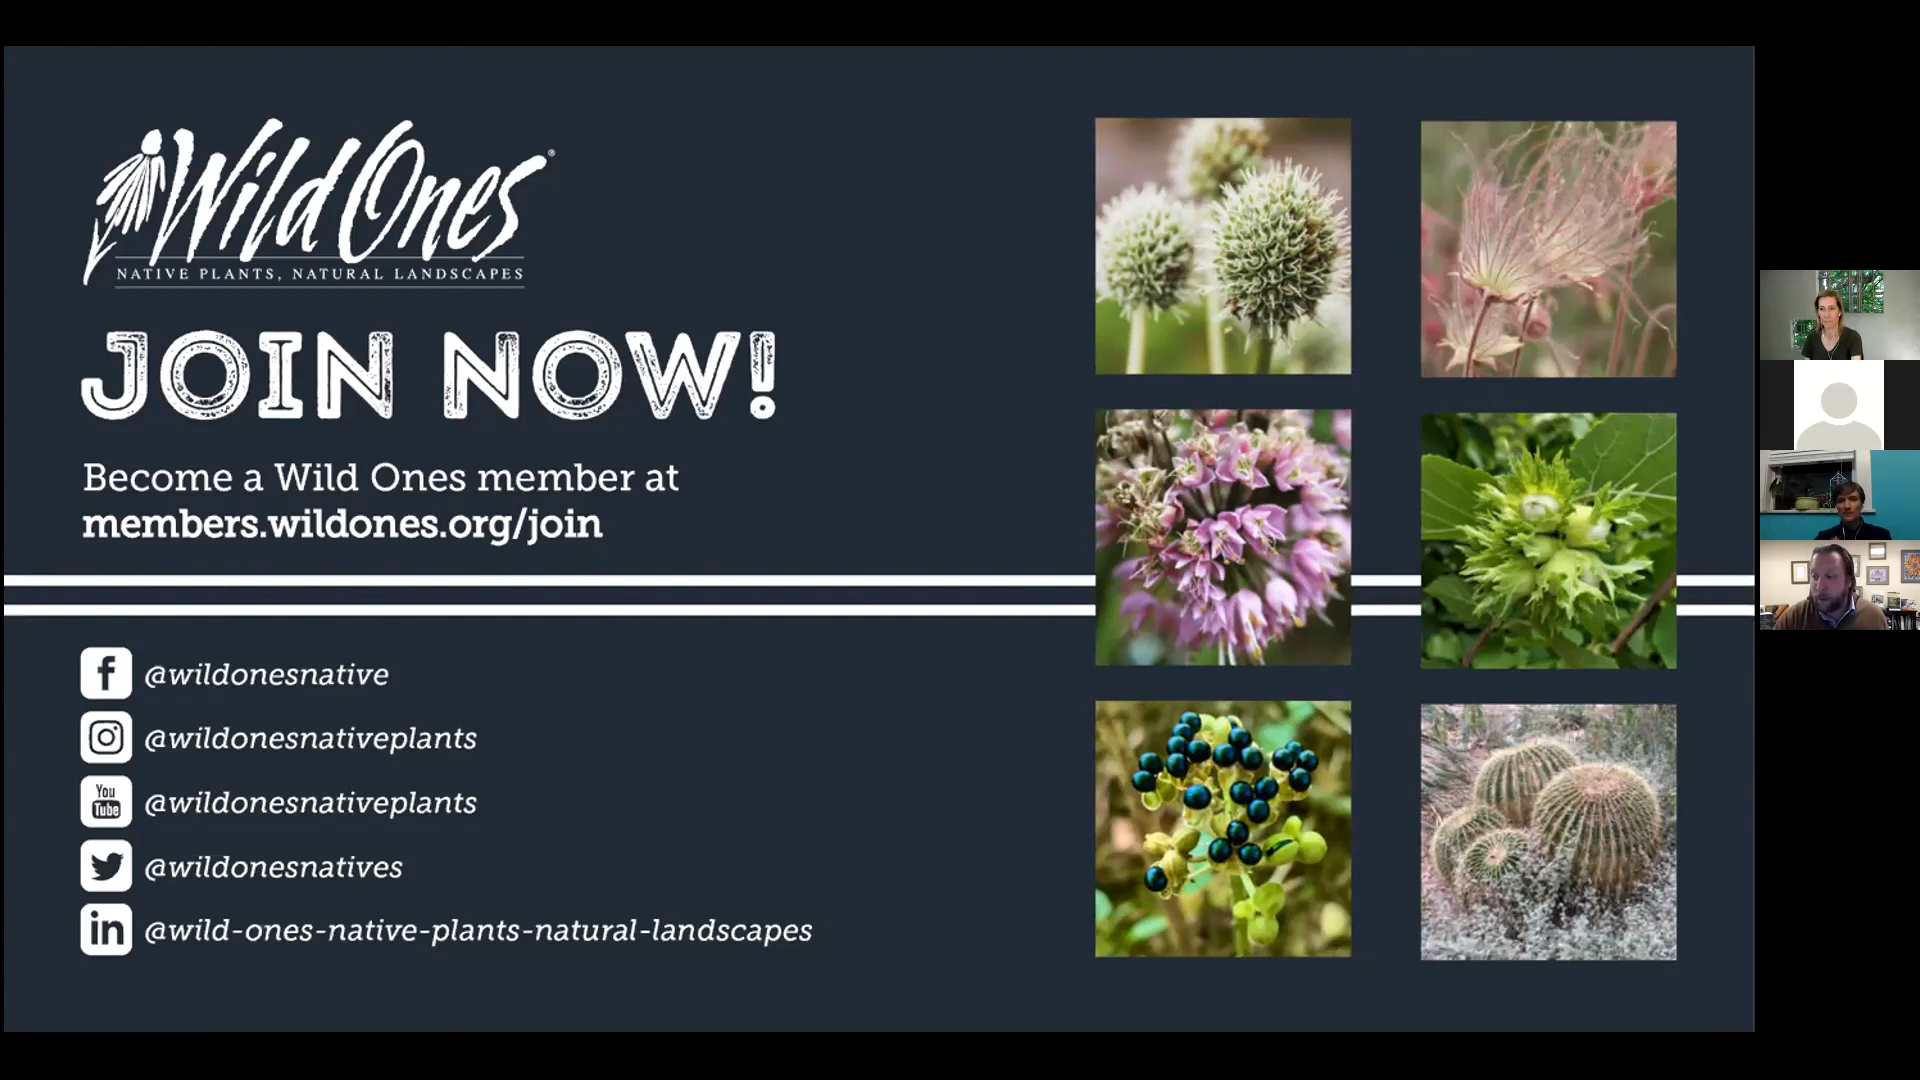 Wild Ones®
NATIVE PLANTS, NATURAL LANDSCAPES
JOIN NOW!
Become a Wild Ones member at
members.wildones.org/join
f @wildonesnative
@wildonesnativeplants
You Tube @wildonesnativeplants
@wildonesnatives
in @wild-ones-native-plants-natural-landscapes